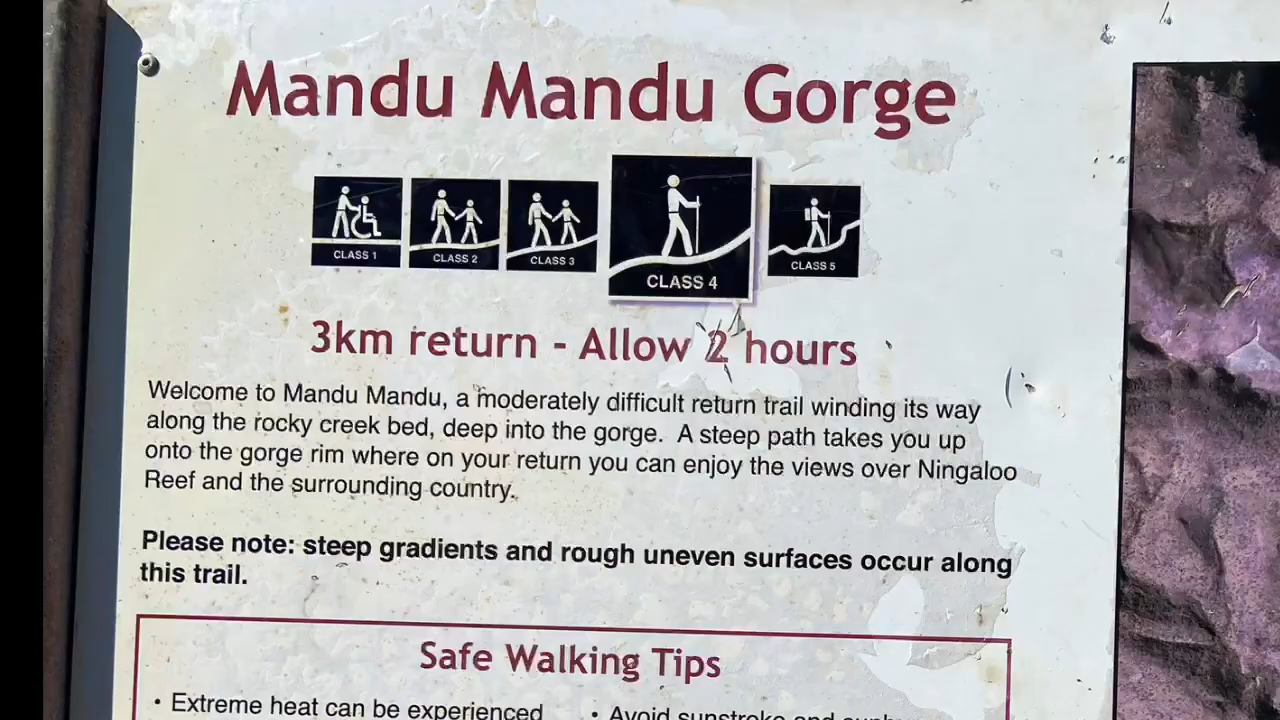 Mandu Mandu Gorge
CLASS 1
CLASS 2
CLASS 3
CLASS 4
CLASS 5
3km return - Allow 2 hours
Welcome to Mandu Mandu, a moderately difficult return trail winding its way
along the rocky creek bed, deep into the gorge. A steep path takes you up
onto the gorge rim where on your return you can enjoy the views over Ningaloo
Reef and the surrounding country.
Please note: steep gradients and rough uneven surfaces occur along
this trail.
Safe Walking Tips
• Extreme heat can be experienced
• Avoid sunstroke and